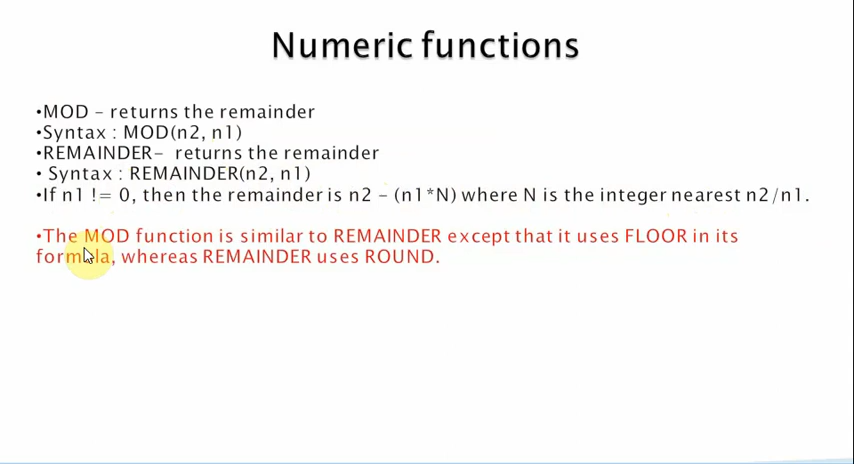 Numeric functions
•MOD – returns the remainder
•Syntax : MOD(n2, n1)
•REMAINDER– returns the remainder
• Syntax : REMAINDER(n2, n1)
•If n1 != 0, then the remainder is n2 – (n1*N) where N is the integer nearest n2/n1.
•The MOD function is similar to REMAINDER except that it uses FLOOR in its
formula, whereas REMAINDER uses ROUND.